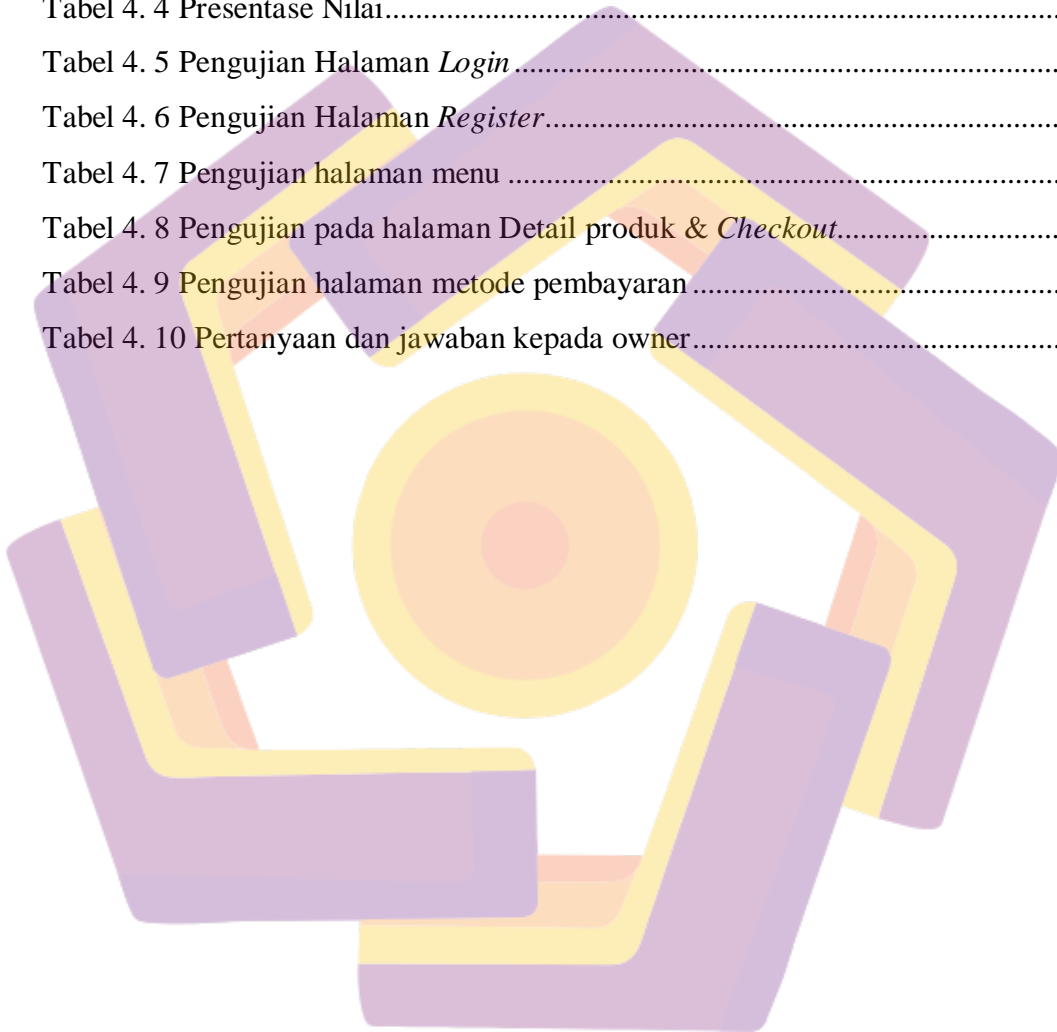 Tabel 4. 4 Presentase Nilai........................................................................................
Tabel 4. 5 Pengujian Halaman Login........................................................................
Tabel 4. 6 Pengujian Halaman Register....................................................................
Tabel 4. 7 Pengujian halaman menu .........................................................................
Tabel 4. 8 Pengujian pada halaman Detail produk & Checkout.............................
Tabel 4. 9 Pengujian halaman metode pembayaran ................................................
Tabel 4. 10 Pertanyaan dan jawaban kepada owner................................................